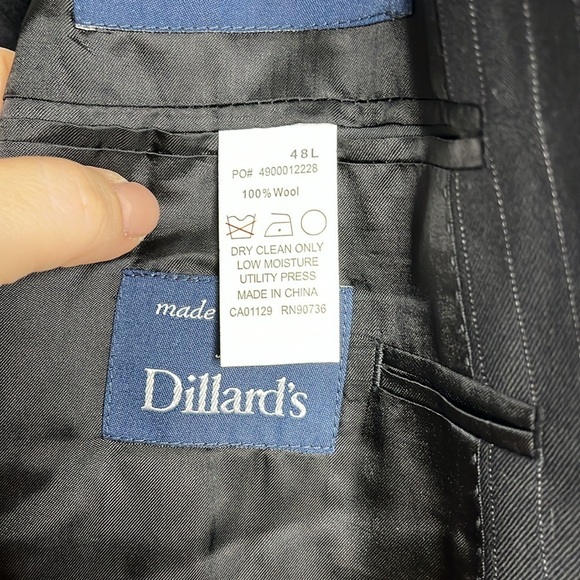 48L
PO# 4900012228
100% Wool
DRY CLEAN ONLY
LOW MOISTURE
UTILITY PRESS
MADE IN CHINA
CA01129 RN90736
made
Dillard's